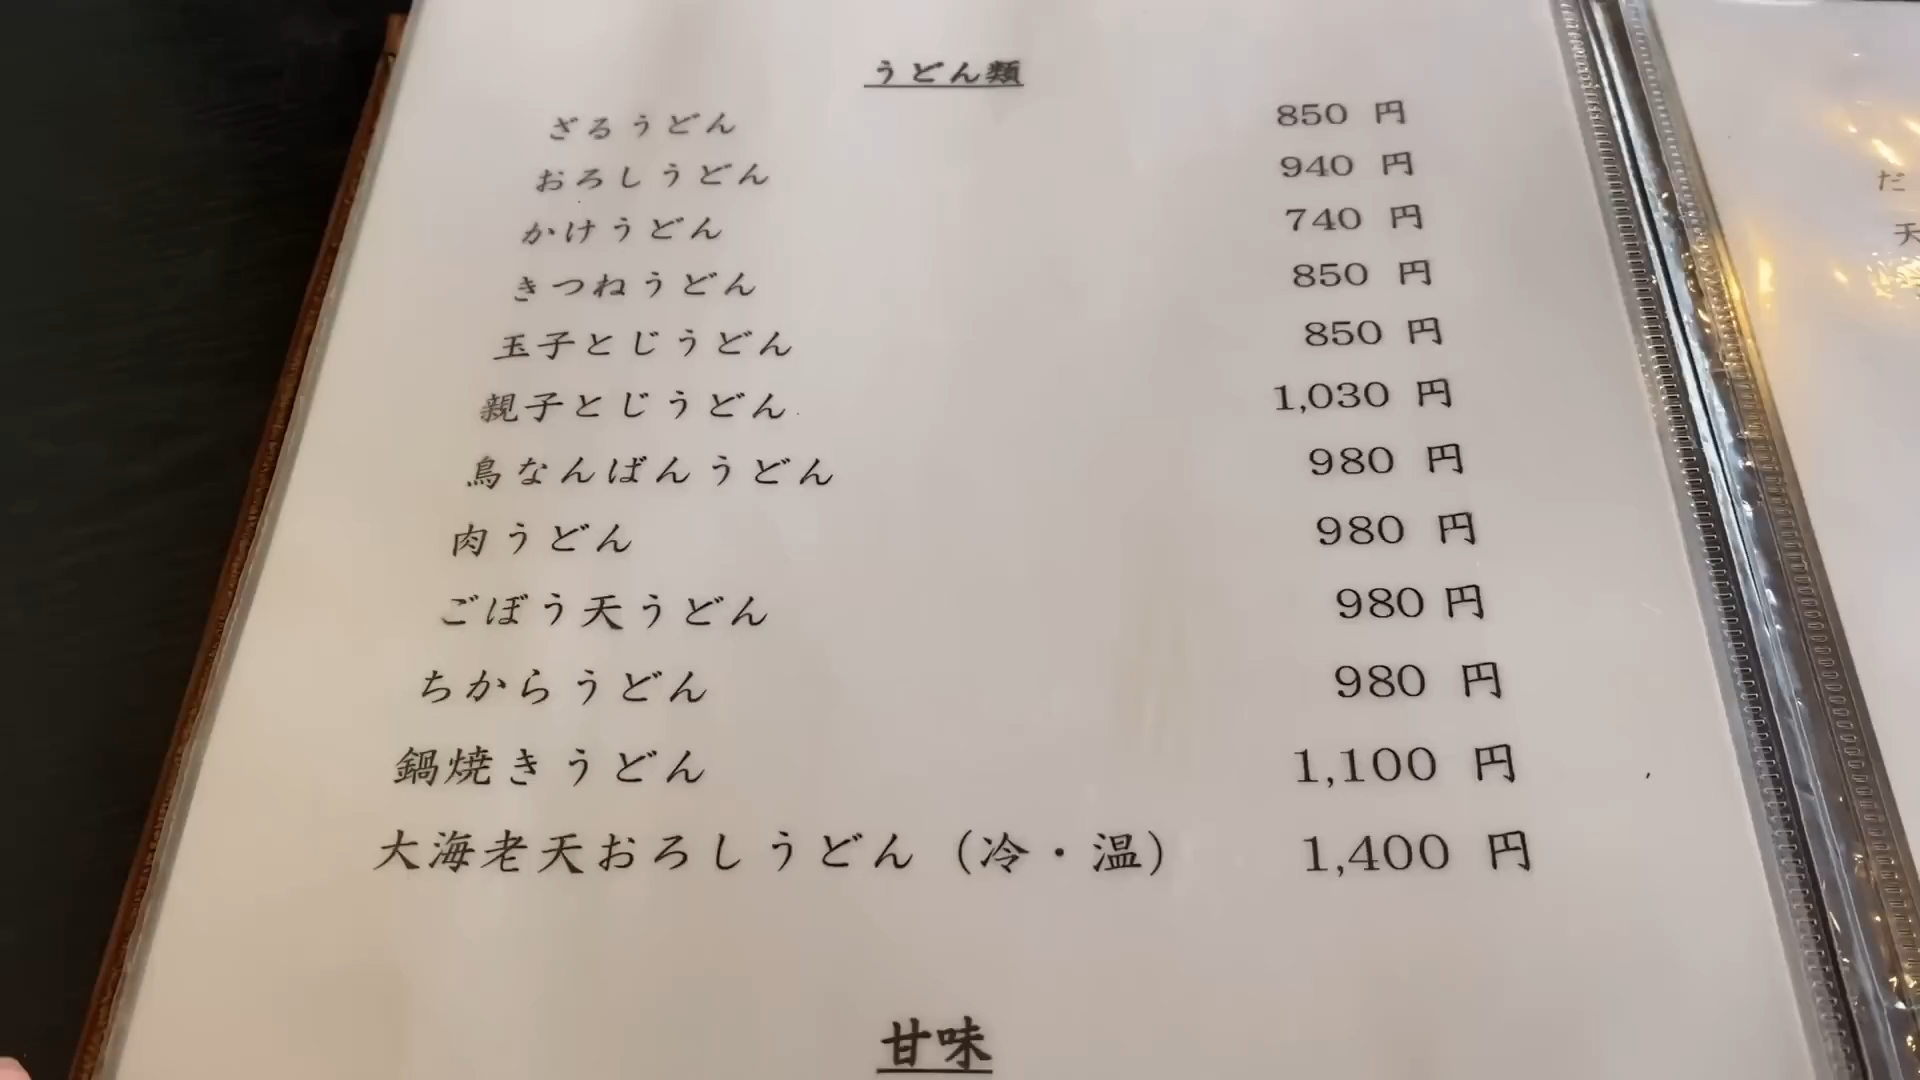 うどん類
ざるうどん 850 円
おろしうどん 940 円
かけうどん 740 円
きつねうどん 850 円
玉子とじうどん 850 円
親子とじうどん 1,030 円
鳥なんばんうどん 980 円
肉うどん 980 円
ごぼう天うどん 980 円
ちからうどん 980 円
鍋焼きうどん 1,100 円
大海老天おろしうどん（冷・温） 1,400 円
甘味
だ
天